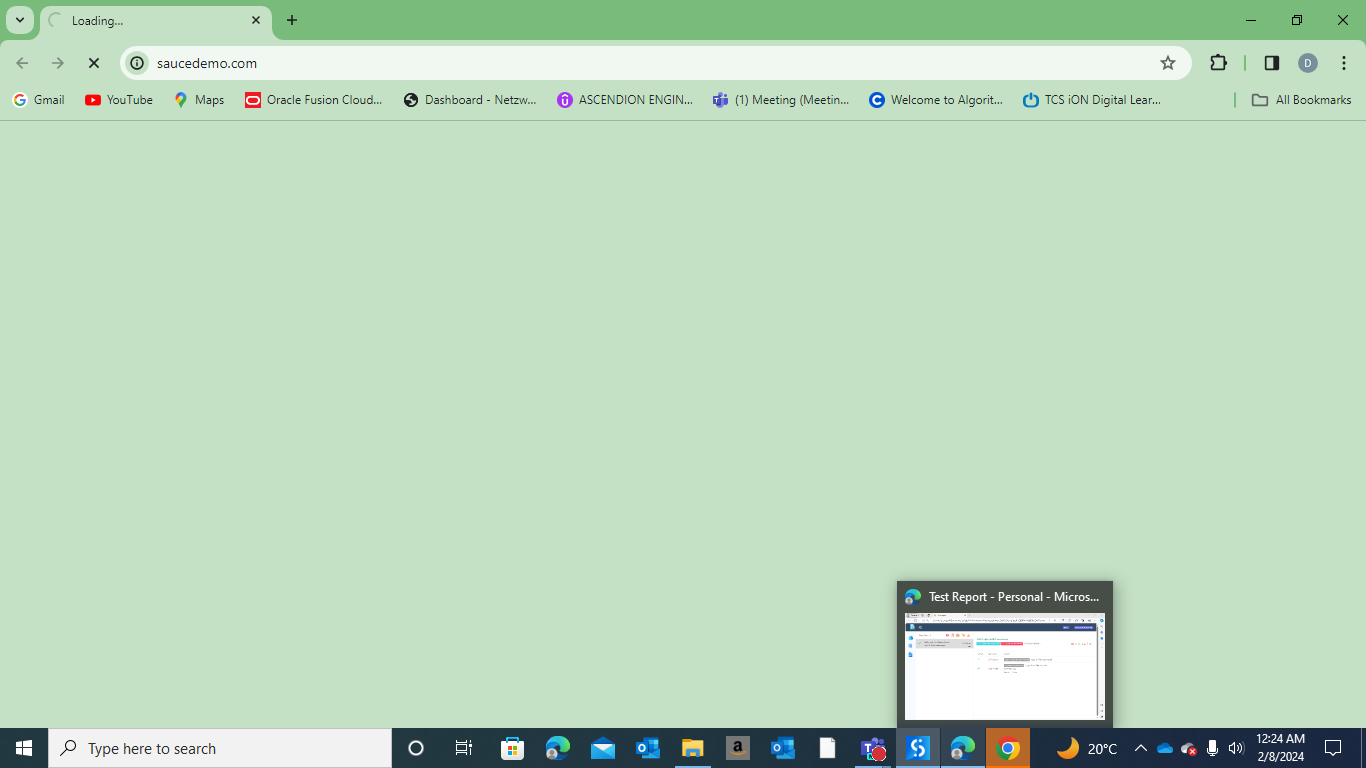 Loading...
saucedemo.com
D
Gmail
YouTube
Maps
Oracle Fusion Cloud...
Dashboard - Netzw...
ASCENDION ENGIN...
(1) Meeting (Meetin...
Welcome to Algorit...
TCS iON Digital Lear...
All Bookmarks
Test Report - Personal - Micros...
Type here to search
20°C
12:24 AM
2/8/2024